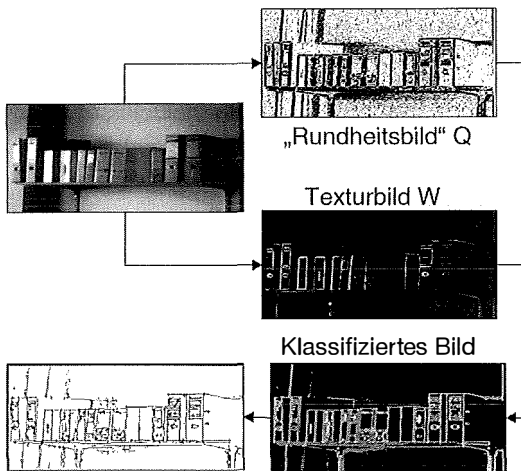 „Rundheitsbild“ Q
Texturbild W
Klassifiziertes Bild